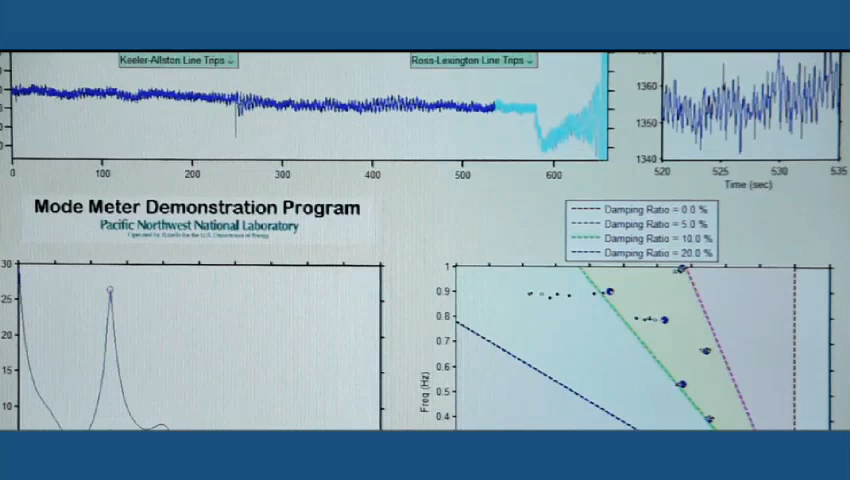 Keeler-Allston Line Trips
Ross-Lexington Line Trips
1360
1350
1340
0
100
200
300
400
500
600
520
525
530
535
Time (sec)
Mode Meter Demonstration Program
Pacific Northwest National Laboratory
Damping Ratio = 0.0 %
Damping Ratio = 5.0 %
Damping Ratio = 10.0 %
Damping Ratio = 20.0 %
30
25
20
15
10
1
0.9
0.8
0.7
0.6
0.5
0.4
Freq (Hz)